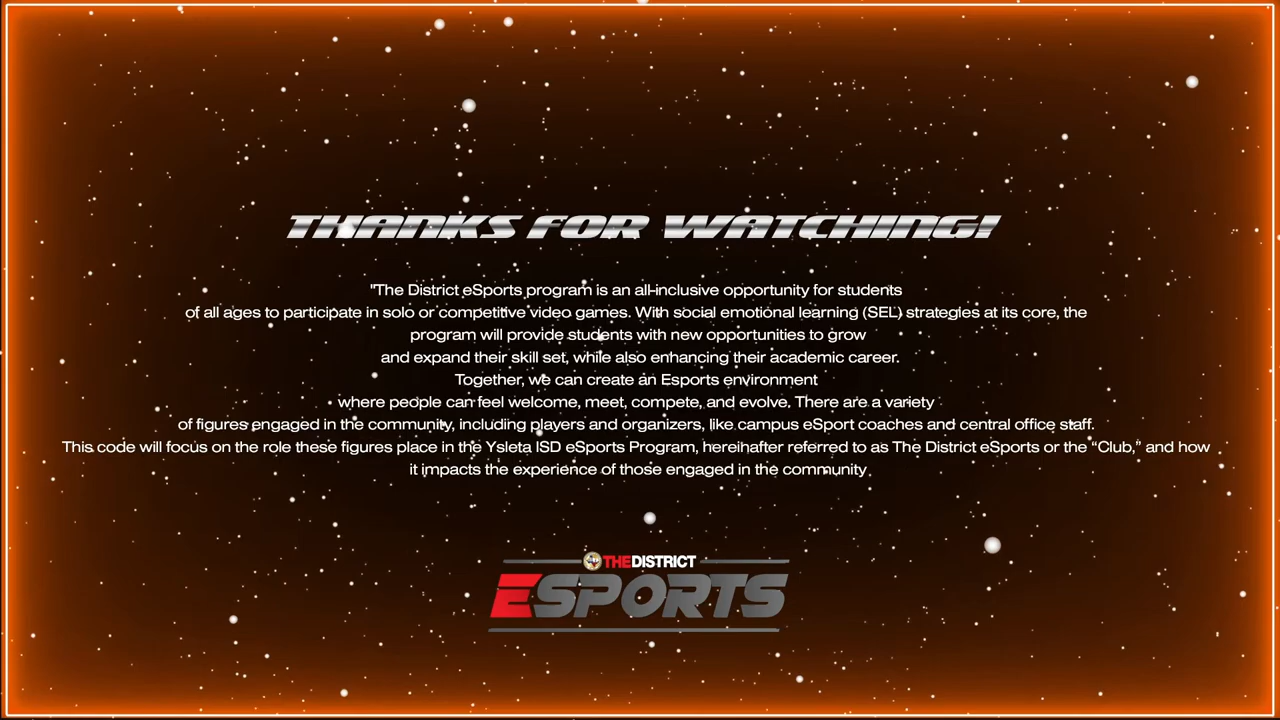 THANKS FOR WATCHING!
"The District eSports program is an all-inclusive opportunity for students
of all ages to participate in solo or competitive video games. With social emotional learning (SEL) strategies at its core, the
program will provide students with new opportunities to grow
and expand their skill set, while also enhancing their academic career.
Together, we can create an Esports environment
where people can feel welcome, meet, compete, and evolve. There are a variety
of figures engaged in the community, including players and organizers, like campus eSport coaches and central office staff.
This code will focus on the role these figures place in the Ysleta ISD eSports Program, hereihafter referred to as The District eSports or the “Club,” and how
it impacts the experience of those engaged in the community
THEDISTRICT
ESPORTS